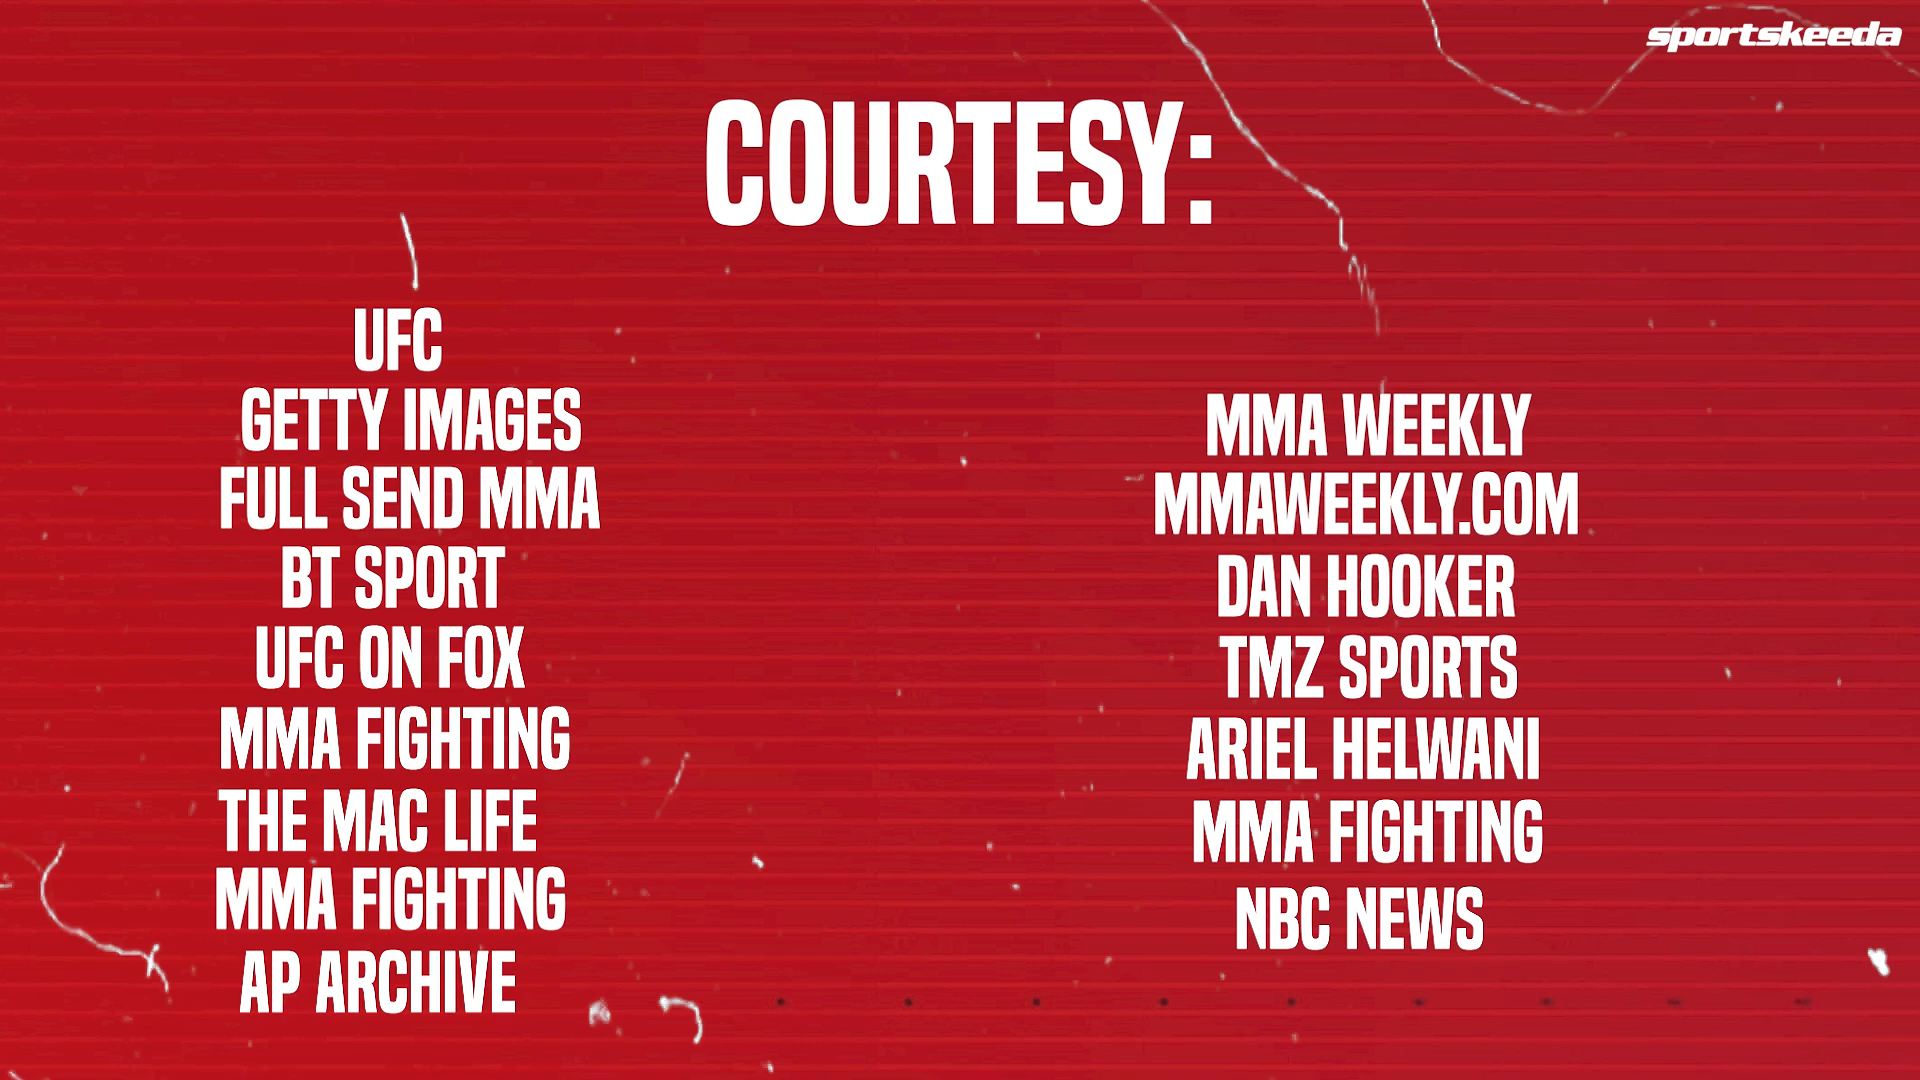 sportskeeda
COURTESY:
UFC
GETTY IMAGES
FULL SEND MMA
BT SPORT
UFC ON FOX
MMA FIGHTING
THE MAC LIFE
MMA FIGHTING
AP ARCHIVE
MMA WEEKLY
MMAWEEKLY.COM
DAN HOOKER
TMZ SPORTS
ARIEL HELWANI
MMA FIGHTING
NBC NEWS